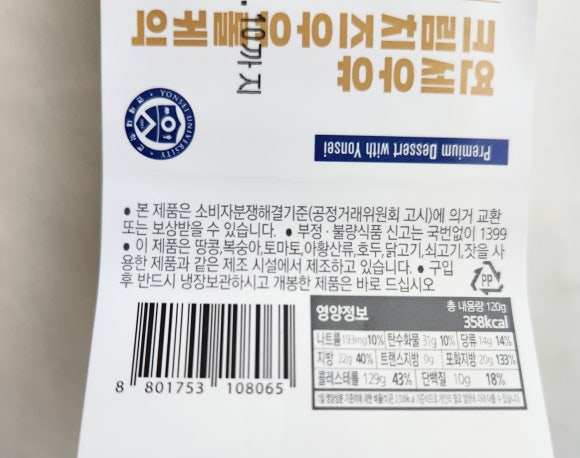 연세우유
크림치즈우유롤케익
10까지
YONSEI UNIVERSITY
Premium Dessert with Yonsei
• 본 제품은 소비자분쟁해결기준(공정거래위원회 고시)에 의거 교환
또는 보상받을 수 있습니다. • 부정·불량식품 신고는 국번없이 1399
• 이 제품은 땅콩,복숭아,토마토,아황산류,호두,닭고기,쇠고기,잣을 사
용한 제품과 같은 제조 시설에서 제조하고 있습니다. • 구입
후 반드시 냉장보관하시고 개봉한 제품은 바로 드십시오
PP
영양정보 총 내용량 120g
358kcal
나트륨 193mg 10% 탄수화물 31g 10% 당류 14g 14%
지방 22g 40% 트랜스지방 0g 포화지방 20g 133%
콜레스테롤 129g 43% 단백질 10g 18%
8 801753 108065